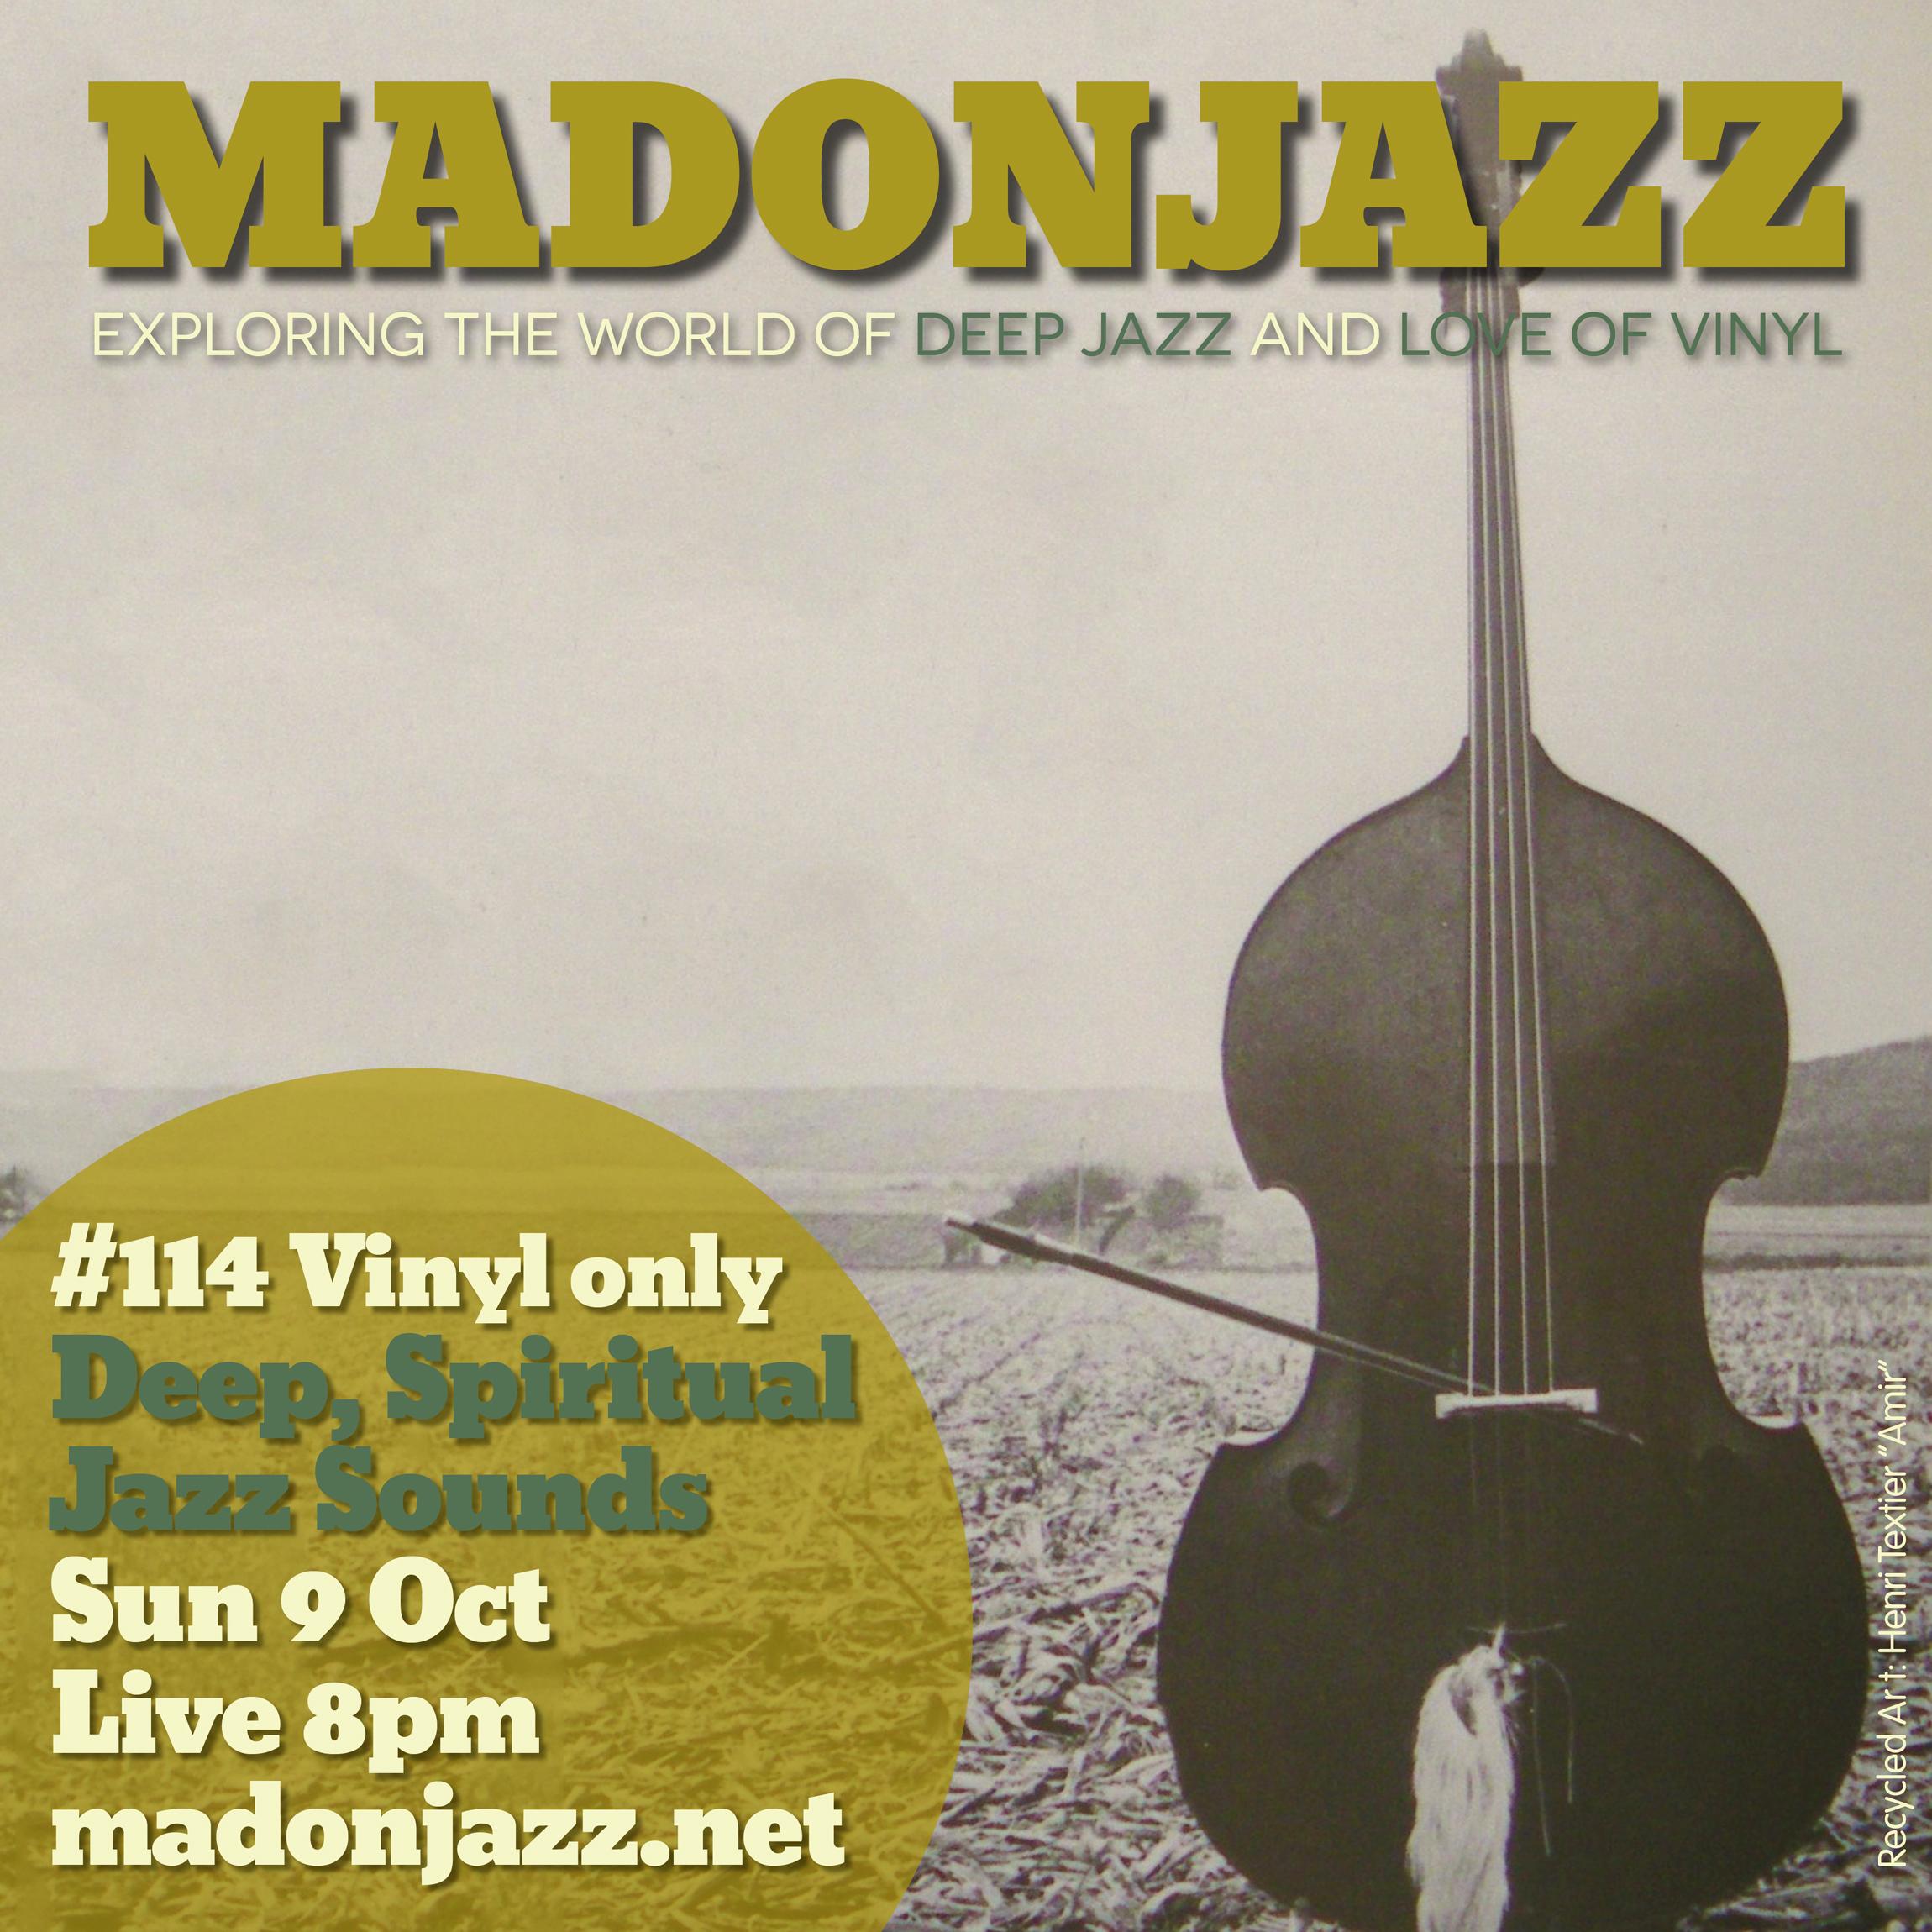 MADONJAZZ
EXPLORING THE WORLD OF DEEP JAZZ AND LOVE OF VINYL
#114 Vinyl only
Deep, Spiritual
Jazz Sounds
Sun 9 Oct
Live 8pm
madonjazz.net
Recycled Art: Henri Textier "Amir"